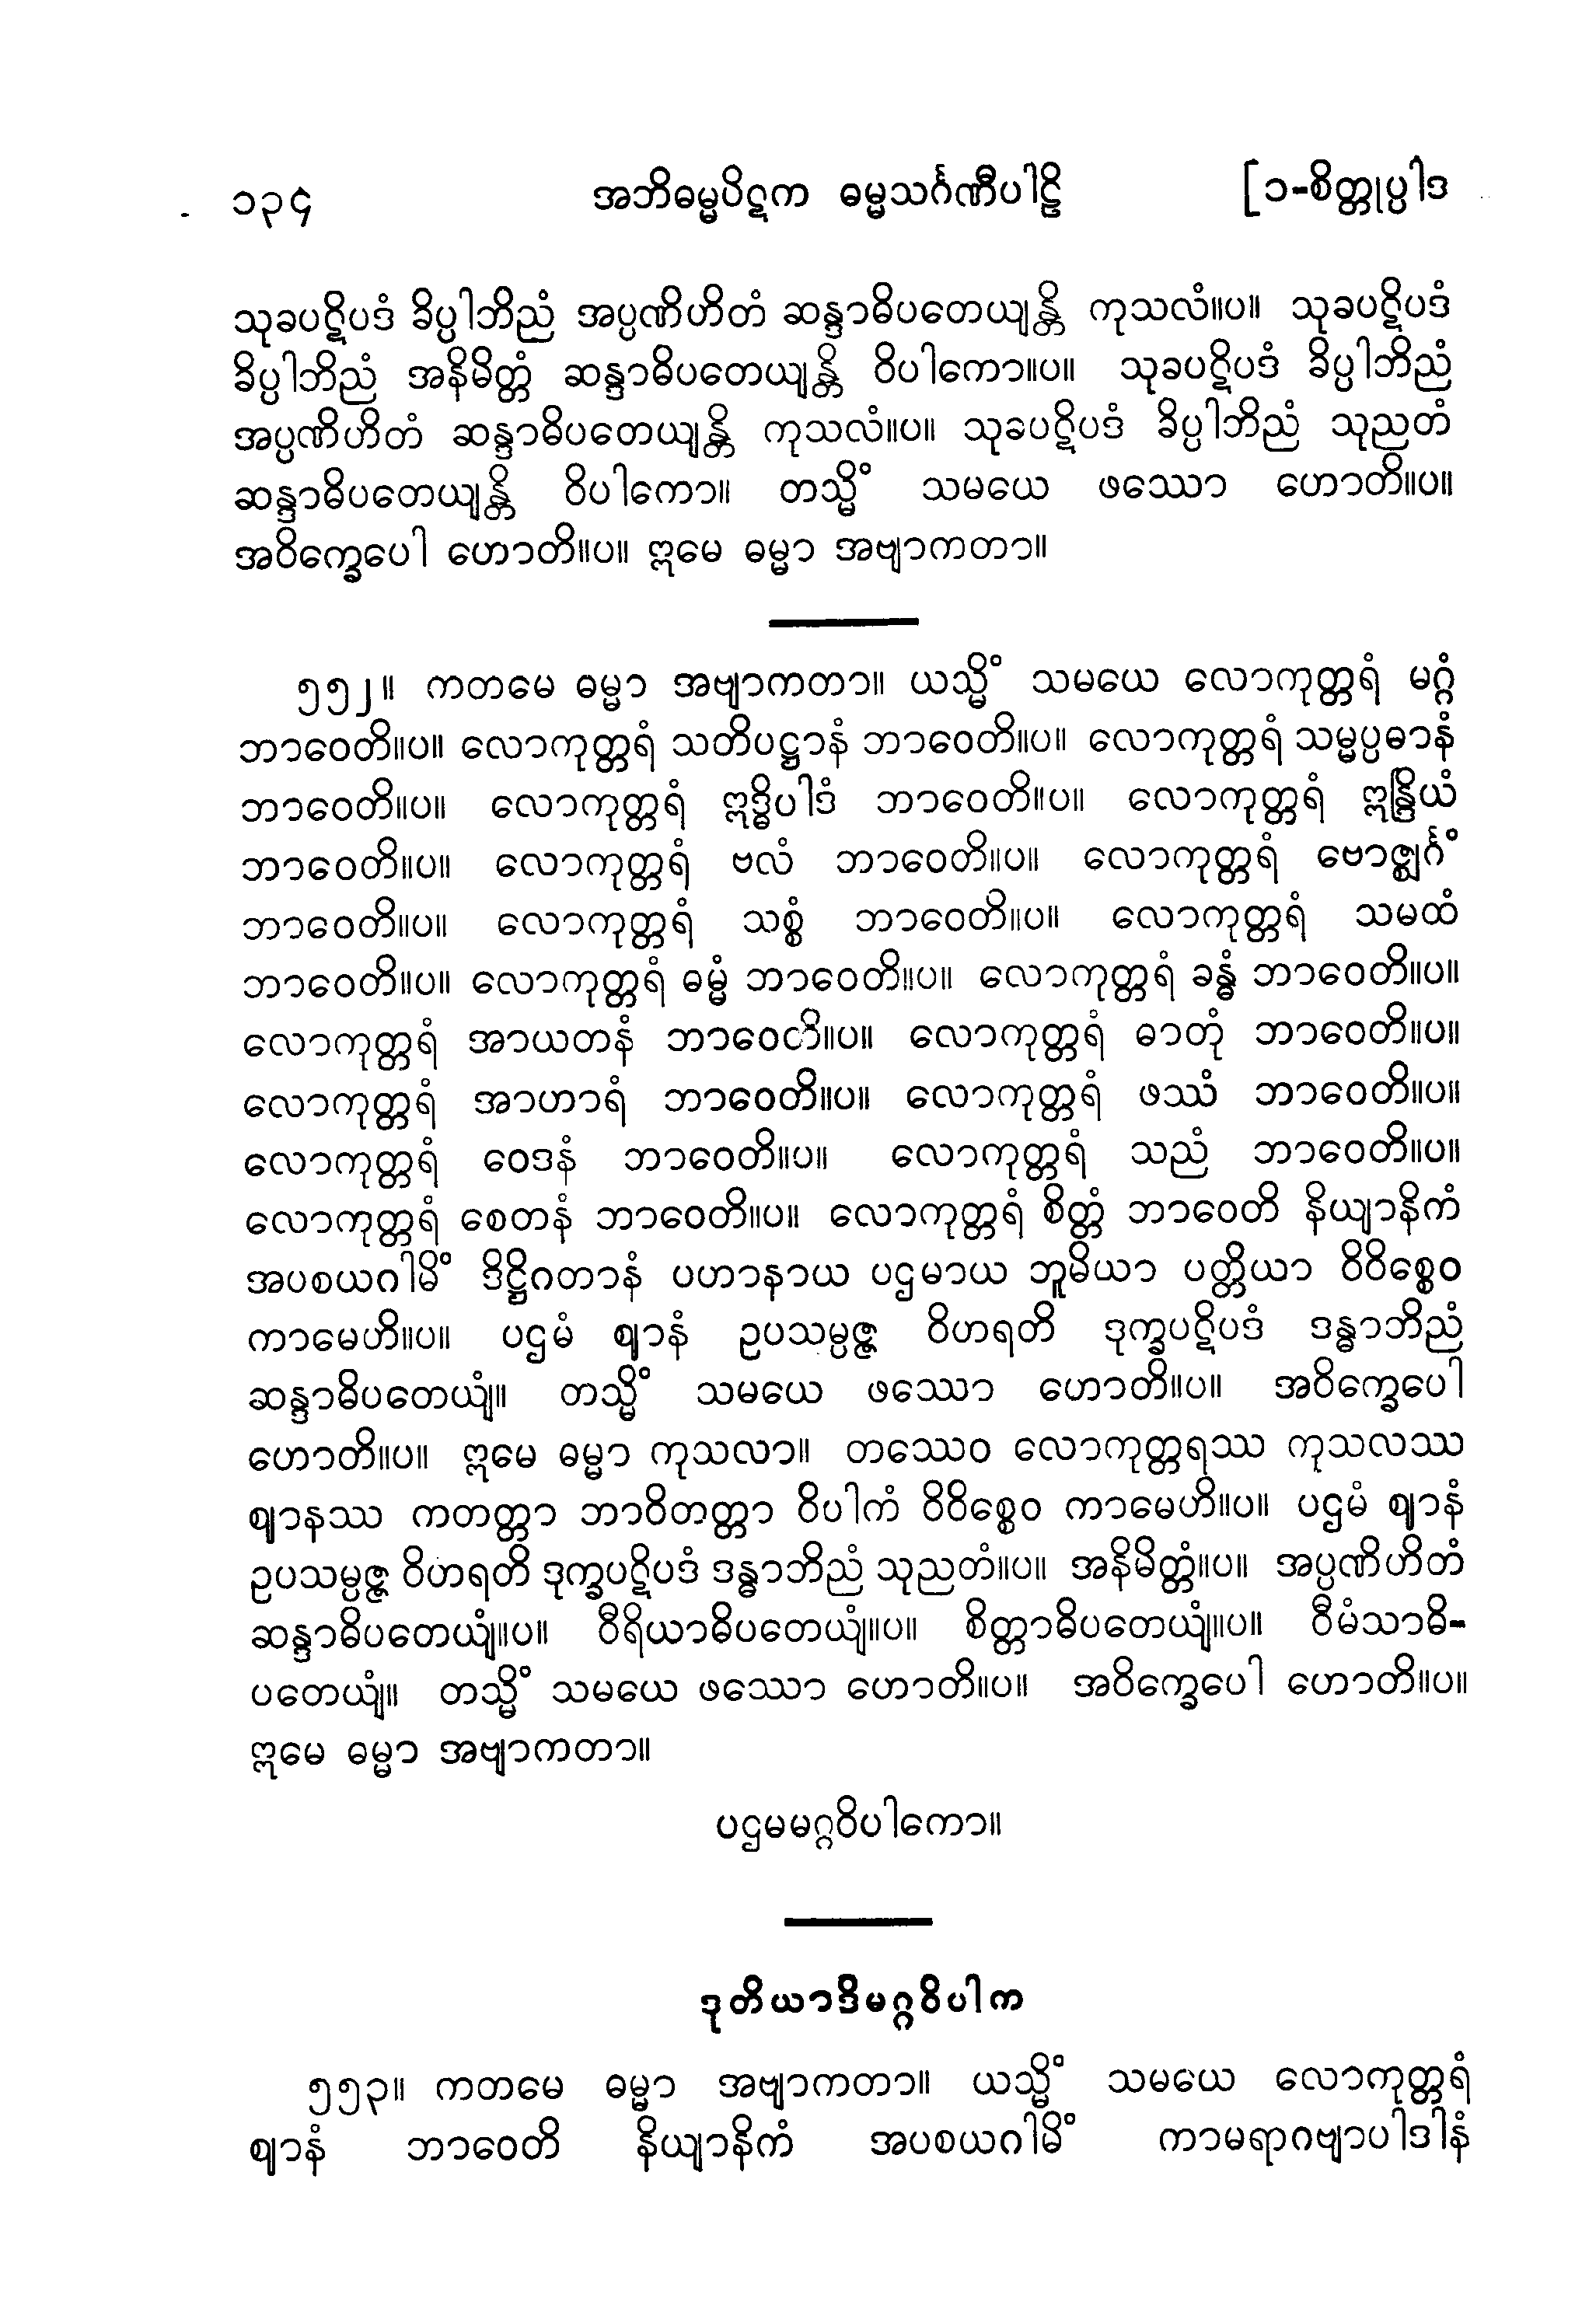 ၁၃၄ အဘိဓမ္မပိဋက ဓမ္မသင်္ဂဏီပါဠိ [၁-စိတ္တုပ္ပါဒ
သုခပဋိပဒံ ခိပ္ပါဘိညံ အပ္ပဏိဟိတံ ဆန္ဒာဓိပတေယျန္တိ ကုသလံ။ပ။ သုခပဋိပဒံ
ခိပ္ပါဘိညံ အနိမိတ္တံ ဆန္ဒာဓိပတေယျန္တိ ဝိပါကော။ပ။ သုခပဋိပဒံ ခိပ္ပါဘိညံ
အပ္ပဏိဟိတံ ဆန္ဒာဓိပတေယျန္တိ ကုသလံ။ပ။ သုခပဋိပဒံ ခိပ္ပါဘိညံ သုညတံ
ဆန္ဒာဓိပတေယျန္တိ ဝိပါကော။ တသ္မိံ သမယေ ဖဿော ဟောတိ။ပ။
အဝိက္ခေပေါ ဟောတိ။ပ။ ဣမေ ဓမ္မာ အဗျာကတာ။
၅၅၂။ ကတမေ ဓမ္မာ အဗျာကတာ။ ယသ္မိံ သမယေ လောကုတ္တရံ မဂ္ဂံ
ဘာဝေတိ။ပ။ လောကုတ္တရံ သတိပဋ္ဌာနံ ဘာဝေတိ။ပ။ လောကုတ္တရံ သမ္မပ္ပဓာနံ
ဘာဝေတိ။ပ။ လောကုတ္တရံ ဣဒ္ဓိပါဒံ ဘာဝေတိ။ပ။ လောကုတ္တရံ ဣန္ဒြိယံ
ဘာဝေတိ။ပ။ လောကုတ္တရံ ဗလံ ဘာဝေတိ။ပ။ လောကုတ္တရံ ဗောဇ္ဈင်္ဂံ
ဘာဝေတိ။ပ။ လောကုတ္တရံ သစ္စံ ဘာဝေတိ။ပ။ လောကုတ္တရံ သမထံ
ဘာဝေတိ။ပ။ လောကုတ္တရံ ဓမ္မံ ဘာဝေတိ။ပ။ လောကုတ္တရံ ခန္ဓံ ဘာဝေတိ။ပ။
လောကုတ္တရံ အာယတနံ ဘာဝေတိ။ပ။ လောကုတ္တရံ ဓာတုံ ဘာဝေတိ။ပ။
လောကုတ္တရံ အာဟာရံ ဘာဝေတိ။ပ။ လောကုတ္တရံ ဖဿံ ဘာဝေတိ။ပ။
လောကုတ္တရံ ဝေဒနံ ဘာဝေတိ။ပ။ လောကုတ္တရံ သညံ ဘာဝေတိ။ပ။
လောကုတ္တရံ စေတနံ ဘာဝေတိ။ပ။ လောကုတ္တရံ စိတ္တံ ဘာဝေတိ နိယျာနိကံ
အပစယဂါမိံ ဒိဋ္ဌိဂတာနံ ပဟာနာယ ပဌမာယ ဘူမိယာ ပတ္တိယာ ဝိဝိစ္စေဝ
ကာမေဟိ။ပ။ ပဌမံ ဈာနံ ဥပသမ္ပဇ္ဇ ဝိဟရတိ ဒုက္ခပဋိပဒံ ဒန္ဓာဘိညံ
ဆန္ဒာဓိပတေယျံ။ တသ္မိံ သမယေ ဖဿော ဟောတိ။ပ။ အဝိက္ခေပေါ
ဟောတိ။ပ။ ဣမေ ဓမ္မာ ကုသလာ။ တဿေဝ လောကုတ္တရဿ ကုသလဿ
ဈာနဿ ကတတ္တာ ဘာဝိတတ္တာ ဝိပါကံ ဝိဝိစ္စေဝ ကာမေဟိ။ပ။ ပဌမံ ဈာနံ
ဥပသမ္ပဇ္ဇ ဝိဟရတိ ဒုက္ခပဋိပဒံ ဒန္ဓာဘိညံ သုညတံ။ပ။ အနိမိတ္တံ။ပ။ အပ္ပဏိဟိတံ
ဆန္ဒာဓိပတေယျံ။ပ။ ဝီရိယာဓိပတေယျံ။ပ။ စိတ္တာဓိပတေယျံ။ပ။ ဝီမံသာဓိ-
ပတေယျံ။ တသ္မိံ သမယေ ဖဿော ဟောတိ။ပ။ အဝိက္ခေပေါ ဟောတိ။ပ။
ဣမေ ဓမ္မာ အဗျာကတာ။
ပဌမမဂ္ဂဝိပါကော။
ဒုတိယာဒိမဂ္ဂဝိပါက
၅၅၃။ ကတမေ ဓမ္မာ အဗျာကတာ။ ယသ္မိံ သမယေ လောကုတ္တရံ
ဈာနံ ဘာဝေတိ နိယျာနိကံ အပစယဂါမိံ ကာမရာဂဗျာပါဒါနံ